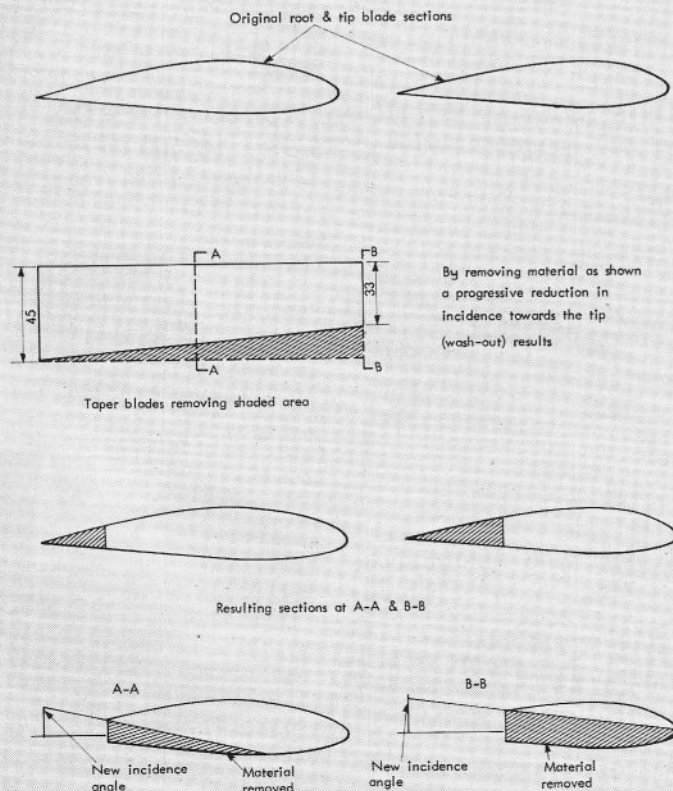 Original root & tip blade sections
A
B
45
33
By removing material as shown
a progressive reduction in
incidence towards the tip
(wash-out) results
A
B
Taper blades removing shaded area
Resulting sections at A-A & B-B
A-A
B-B
New incidence
angle
Material
removed
New incidence
angle
Material
removed